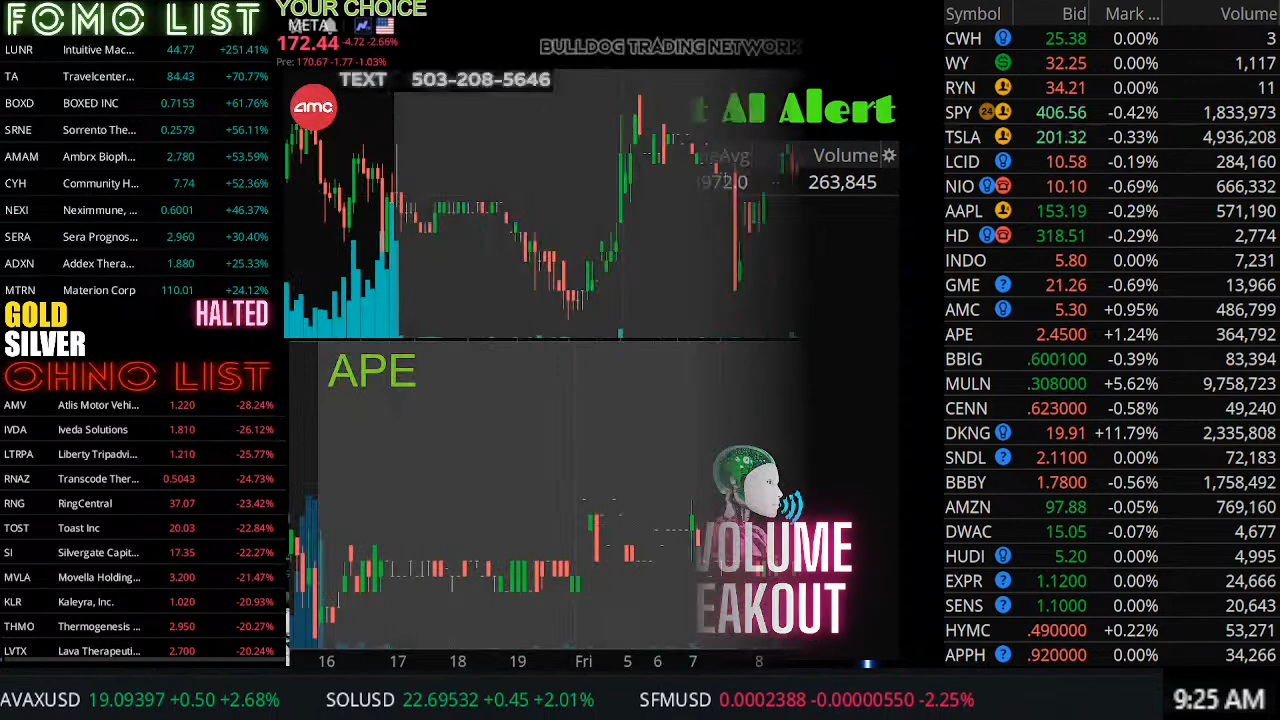 FOMO LIST
LUNR Intuitive Mac... 44.77 +251.41%
TA Travelcenter... 84.43 +70.77%
BOXD BOXED INC 0.7153 +61.76%
SRNE Sorrento The... 0.2579 +56.11%
AMAM Ambrx Bioph... 2.780 +53.59%
CYH Community H... 7.74 +52.36%
NEXI Neximmune, ... 0.6001 +46.37%
SERA Sera Prognos... 2.960 +30.40%
ADXN Addex Thera... 1.880 +25.33%
MTRN Materion Corp 110.01 +24.12%
GOLD HALTED
SILVER
OHNO LIST
AMV Atlis Motor Vehi... 1.220 -28.24%
IVDA Iveda Solutions 1.810 -26.12%
LTRPA Liberty Tripadvi... 1.210 -25.77%
RNAZ Transcode Ther... 0.5043 -24.73%
RNG RingCentral 37.07 -23.42%
TOST Toast Inc 20.03 -22.84%
SI Silvergate Capit... 17.35 -22.27%
MVLA Movella Holding... 3.200 -21.47%
KLR Kaleyra, Inc. 1.020 -20.93%
THMO Thermogenesis ... 2.950 -20.27%
LVTX Lava Therapeuti... 2.700 -20.24%
YOUR CHOICE
META
172.44 -4.72 -2.66%
Pre: 170.67 -1.77 -1.03%
BULLDOG TRADING NETWORK
TEXT 503-208-5646
amc
t AI Alert
Avg Volume
972.0 263,845
APE
VOLUME
EAKOUT
16 17 18 19 Fri 5 6 7 8
Symbol Bid Mark ... Volume
CWH 25.38 0.00% 3
WY 32.25 0.00% 1,117
RYN 34.21 0.00% 11
SPY 24 406.56 -0.42% 1,833,973
TSLA 201.32 -0.33% 4,936,208
LCID 10.58 -0.19% 284,160
NIO 10.10 -0.69% 666,332
AAPL 153.19 -0.29% 571,190
HD 318.51 -0.29% 2,774
INDO 5.80 0.00% 7,231
GME ? 21.26 -0.69% 13,966
AMC 5.30 +0.95% 486,799
APE 2.4500 +1.24% 364,792
BBIG .600100 -0.39% 83,394
MULN .308000 +5.62% 9,758,723
CENN .623000 -0.58% 49,240
DKNG 19.91 +11.79% 2,335,808
SNDL ? 2.1100 0.00% 72,183
BBBY 1.7800 -0.56% 1,758,492
AMZN 97.88 -0.05% 769,160
DWAC 15.05 -0.07% 4,677
HUDI 5.20 0.00% 4,995
EXPR ? 1.1200 0.00% 24,666
SENS ? 1.1000 0.00% 20,643
HYMC .490000 +0.22% 53,271
APPH ? .920000 0.00% 34,266
AVAXUSD 19.09397 +0.50 +2.68% SOLUSD 22.69532 +0.45 +2.01% SFMUSD 0.0002388 -0.00000550 -2.25% 9:25 AM